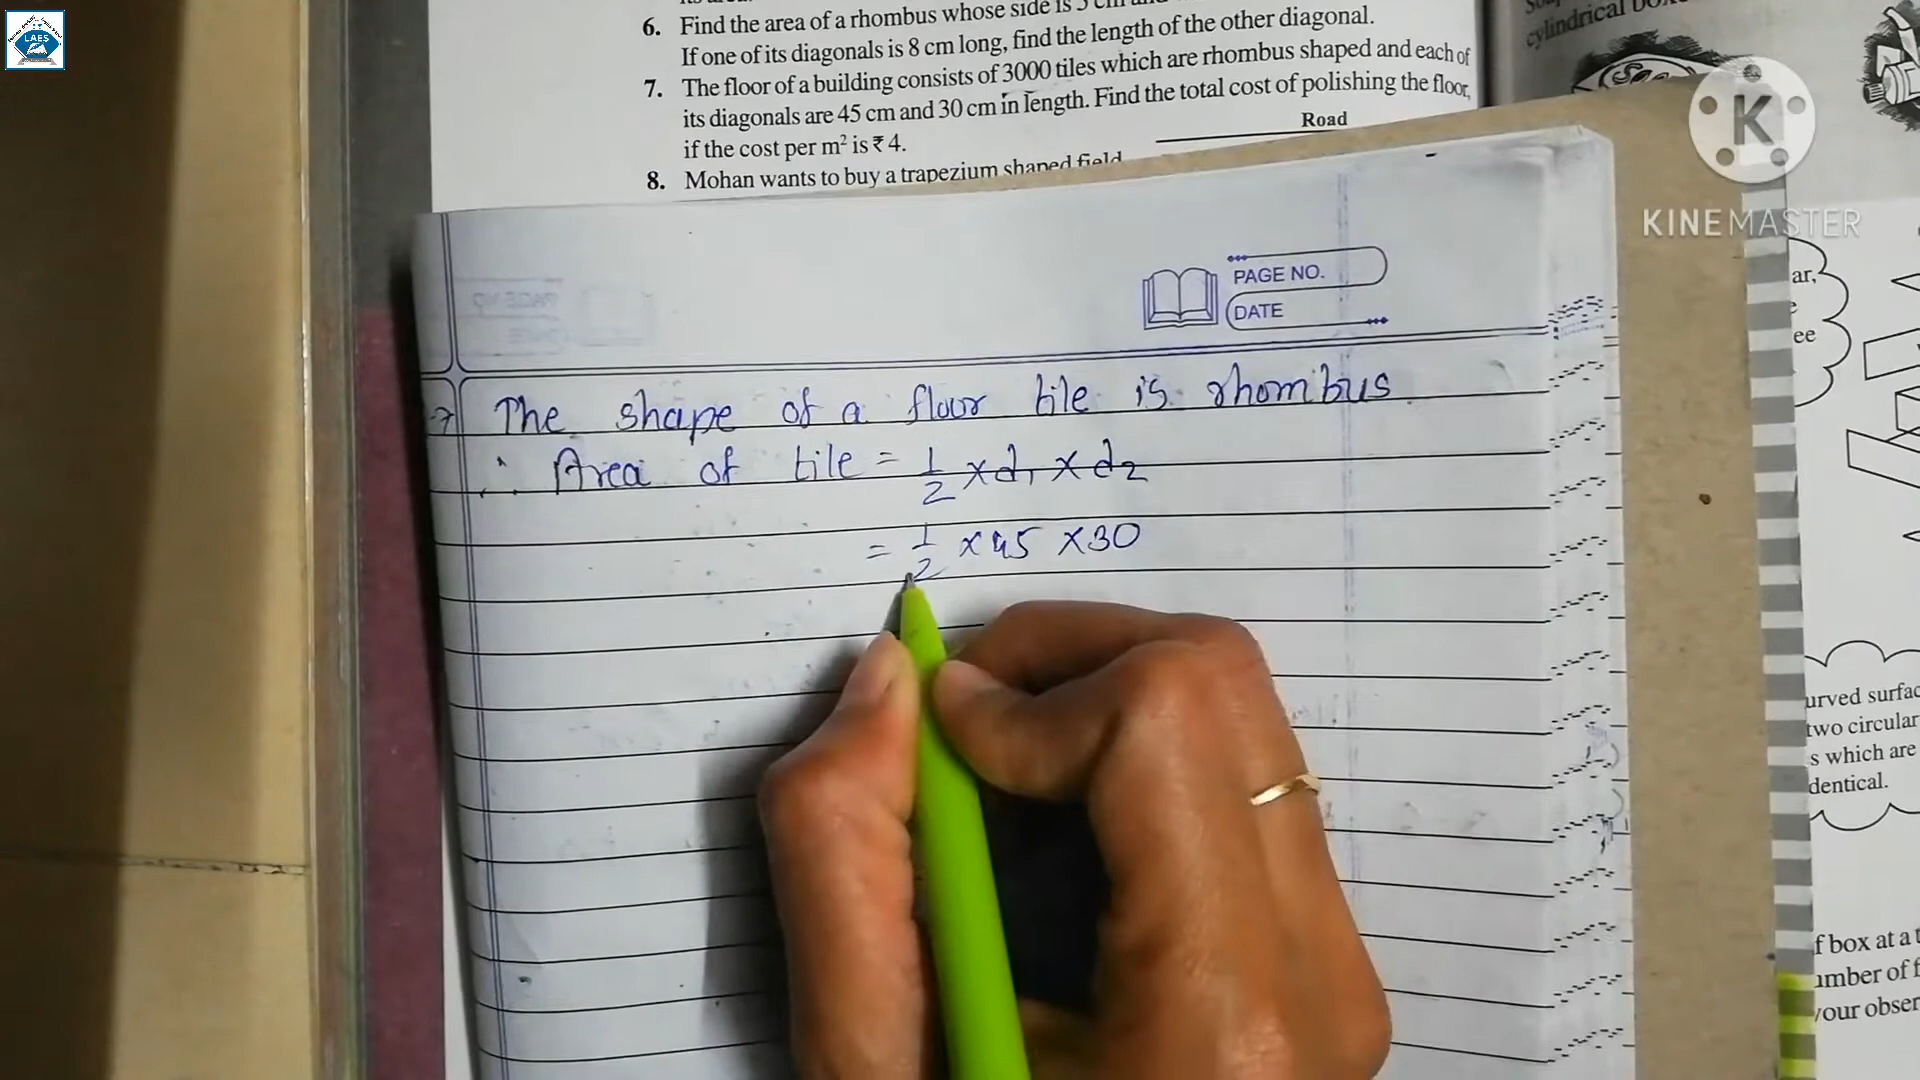 LAES
6. Find the area of a rhombus whose side is 5 cm
If one of its diagonals is 8 cm long, find the length of the other diagonal.
7. The floor of a building consists of 3000 tiles which are rhombus shaped and each of
its diagonals are 45 cm and 30 cm in length. Find the total cost of polishing the floor,
if the cost per m² is ₹ 4.
Road
8. Mohan wants to buy a trapezium shaped field
cylindrical
KINEMASTER
PAGE NO.
DATE
7) The shape of a floor tile is rhombus
∴ Area of tile = 1/2 × d1 × d2
= 1/2 × 45 × 30
ar,
ee
urved surfac
two circular
s which are
dentical.
f box at a t
umber of f
your obser